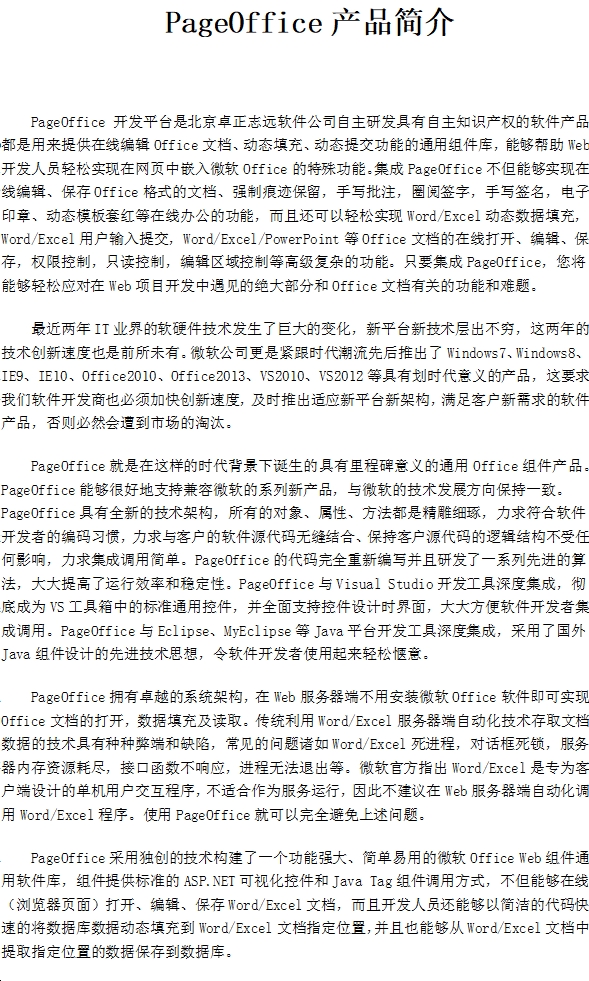 PageOffice 产品简介
PageOffice 开发平台是北京卓正志远软件公司自主研发具有自主知识产权的软件产品
都是用来提供在线编辑 Office 文档、动态填充、动态提交功能的通用组件库，能够帮助 Web
开发人员轻松实现在网页中嵌入微软 Office 的特殊功能。集成 PageOffice 不但能够实现在
线编辑、保存 Office 格式的文档、强制痕迹保留，手写批注，圈阅签字，手写签名，电子
印章、动态模板套红等在线办公的功能，而且还可以轻松实现 Word/Excel 动态数据填充，
Word/Excel 用户输入提交，Word/Excel/PowerPoint 等 Office 文档的在线打开、编辑、保
存，权限控制，只读控制，编辑区域控制等高级复杂的功能。只要集成 PageOffice，您将
能够轻松应对在 Web 项目开发中遇见的绝大部分和 Office 文档有关的功能和难题。
最近两年 IT 业界的软硬件技术发生了巨大的变化，新平台新技术层出不穷，这两年的
技术创新速度也是前所未有。微软公司更是紧跟时代潮流先后推出了 Windows7、Windows8、
IE9、IE10、Office2010、Office2013、VS2010、VS2012 等具有划时代意义的产品，这要求
我们软件开发商也必须加快创新速度，及时推出适应新平台新架构，满足客户新需求的软件
产品，否则必然会遭到市场的淘汰。
PageOffice 就是在这样的时代背景下诞生的具有里程碑意义的通用 Office 组件产品。
PageOffice 能够很好地支持兼容微软的系列新产品，与微软的技术发展方向保持一致。
PageOffice 具有全新的技术架构，所有的对象、属性、方法都是精雕细琢，力求符合软件
开发者的编码习惯，力求与客户的软件源代码无缝结合、保持客户源代码的逻辑结构不受任
何影响，力求集成调用简单。PageOffice 的代码完全重新编写并且研发了一系列先进的算
法，大大提高了运行效率和稳定性。PageOffice 与 Visual Studio 开发工具深度集成，彻
底成为 VS 工具箱中的标准通用控件，并全面支持控件设计时界面，大大方便软件开发者集
成调用。PageOffice 与 Eclipse、MyEclipse 等 Java 平台开发工具深度集成，采用了国外
Java 组件设计的先进技术思想，令软件开发者使用起来轻松惬意。
PageOffice 拥有卓越的系统架构，在 Web 服务器端不用安装微软 Office 软件即可实现
Office 文档的打开，数据填充及读取。传统利用 Word/Excel 服务器端自动化技术存取文档
数据的技术具有种种弊端和缺陷，常见的问题诸如 Word/Excel 死进程，对话框死锁，服务
器内存资源耗尽，接口函数不响应，进程无法退出等。微软官方指出 Word/Excel 是专为客
户端设计的单机用户交互程序，不适合作为服务运行，因此不建议在 Web 服务器端自动化调
用 Word/Excel 程序。使用 PageOffice 就可以完全避免上述问题。
PageOffice 采用独创的技术构建了一个功能强大、简单易用的微软 Office Web 组件通
用软件库，组件提供标准的 ASP.NET 可视化控件和 Java Tag 组件调用方式，不但能够在线
（浏览器页面）打开、编辑、保存 Word/Excel 文档，而且开发人员还能够以简洁的代码快
速的将数据库数据动态填充到 Word/Excel 文档指定位置，并且也能够从 Word/Excel 文档中
提取指定位置的数据保存到数据库。